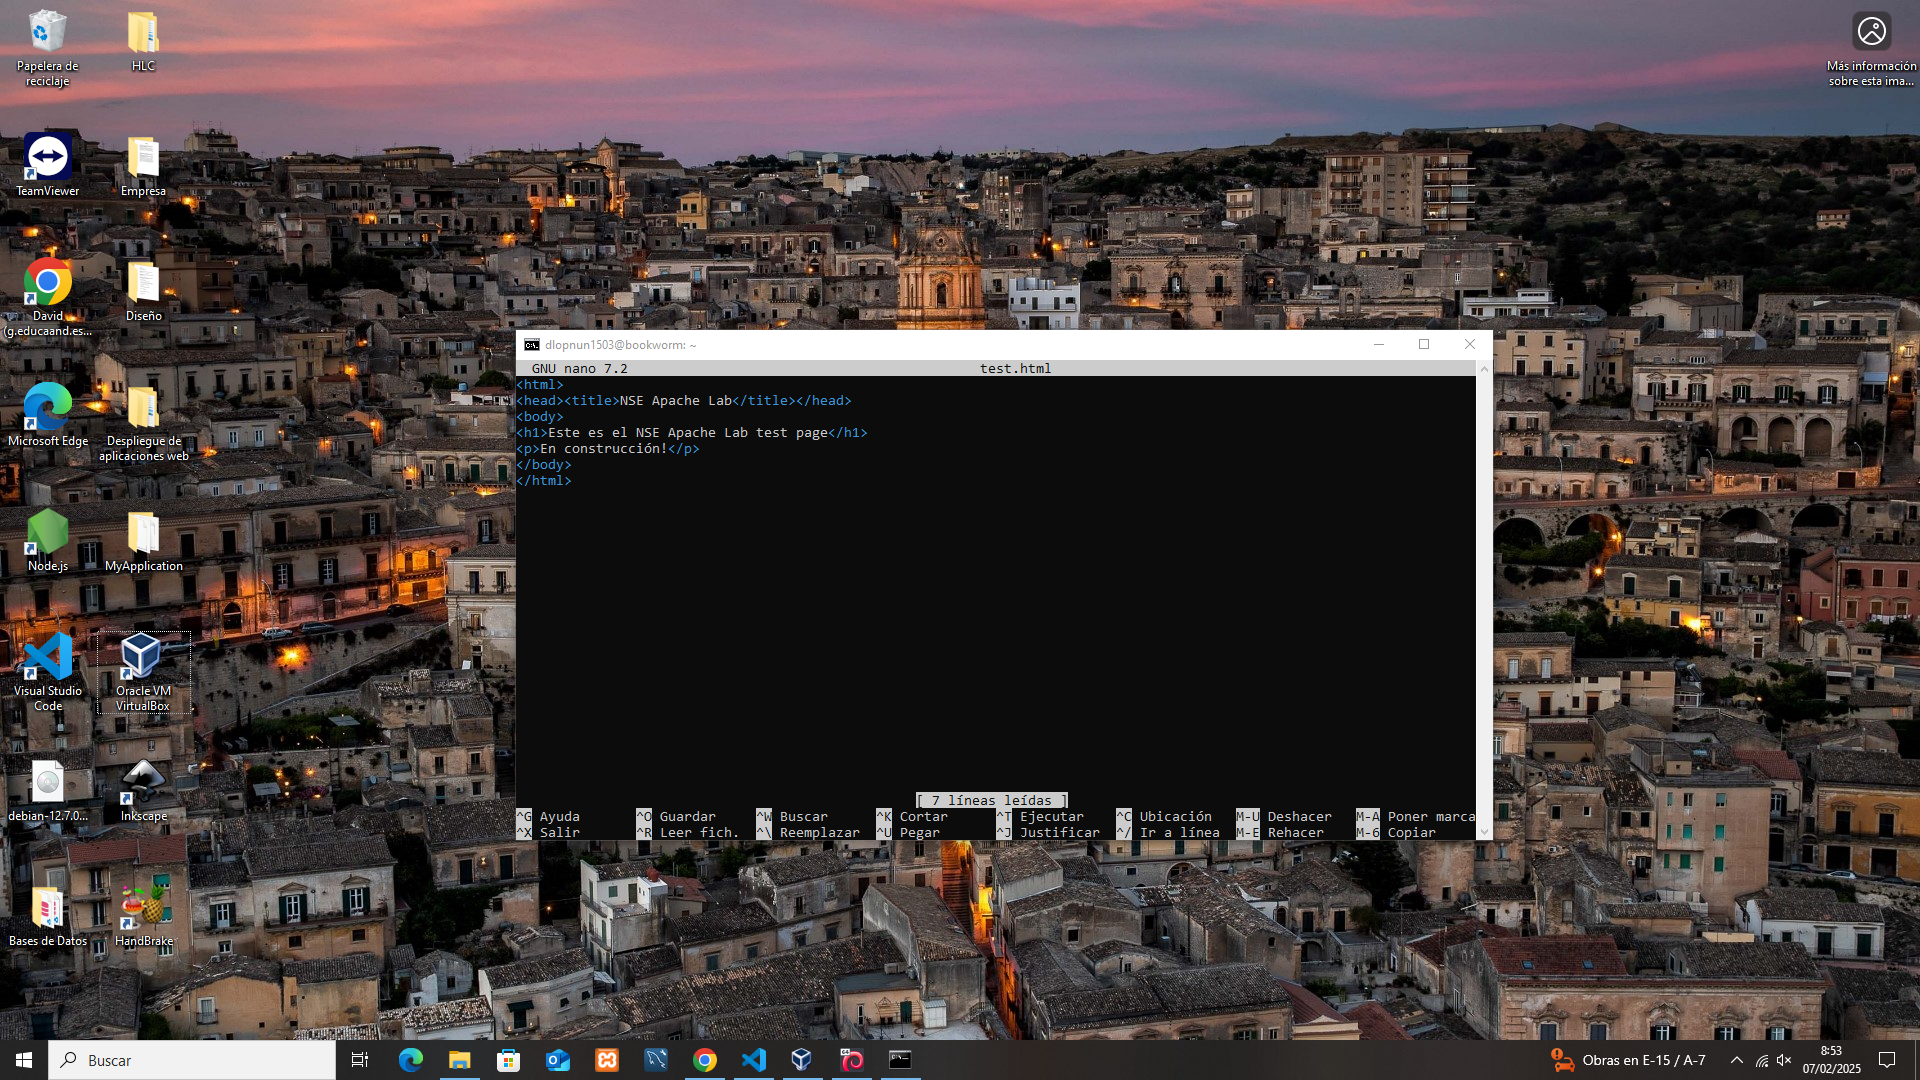 Papelera de
reciclaje
HLC
Más información
sobre esta ima...
TeamViewer
Empresa
David
(g.educaand.es...
Diseño
Microsoft Edge
Despliegue de
aplicaciones web
Node.js
MyApplication
Visual Studio
Code
Oracle VM
VirtualBox
debian-12.7.0...
Inkscape
Bases de Datos
HandBrake
dlopnun1503@bookworm: ~
GNU nano 7.2 test.html
<html>
<head><title>NSE Apache Lab</title></head>
<body>
<h1>Este es el NSE Apache Lab test page</h1>
<p>En construcción!</p>
</body>
</html>
[ 7 líneas leídas ]
^G Ayuda ^O Guardar ^W Buscar ^K Cortar ^T Ejecutar ^C Ubicación M-U Deshacer M-A Poner marca
^X Salir ^R Leer fich. ^\ Reemplazar ^U Pegar ^J Justificar ^/ Ir a línea M-E Rehacer M-6 Copiar
Buscar
Obras en E-15 / A-7
8:53
07/02/2025